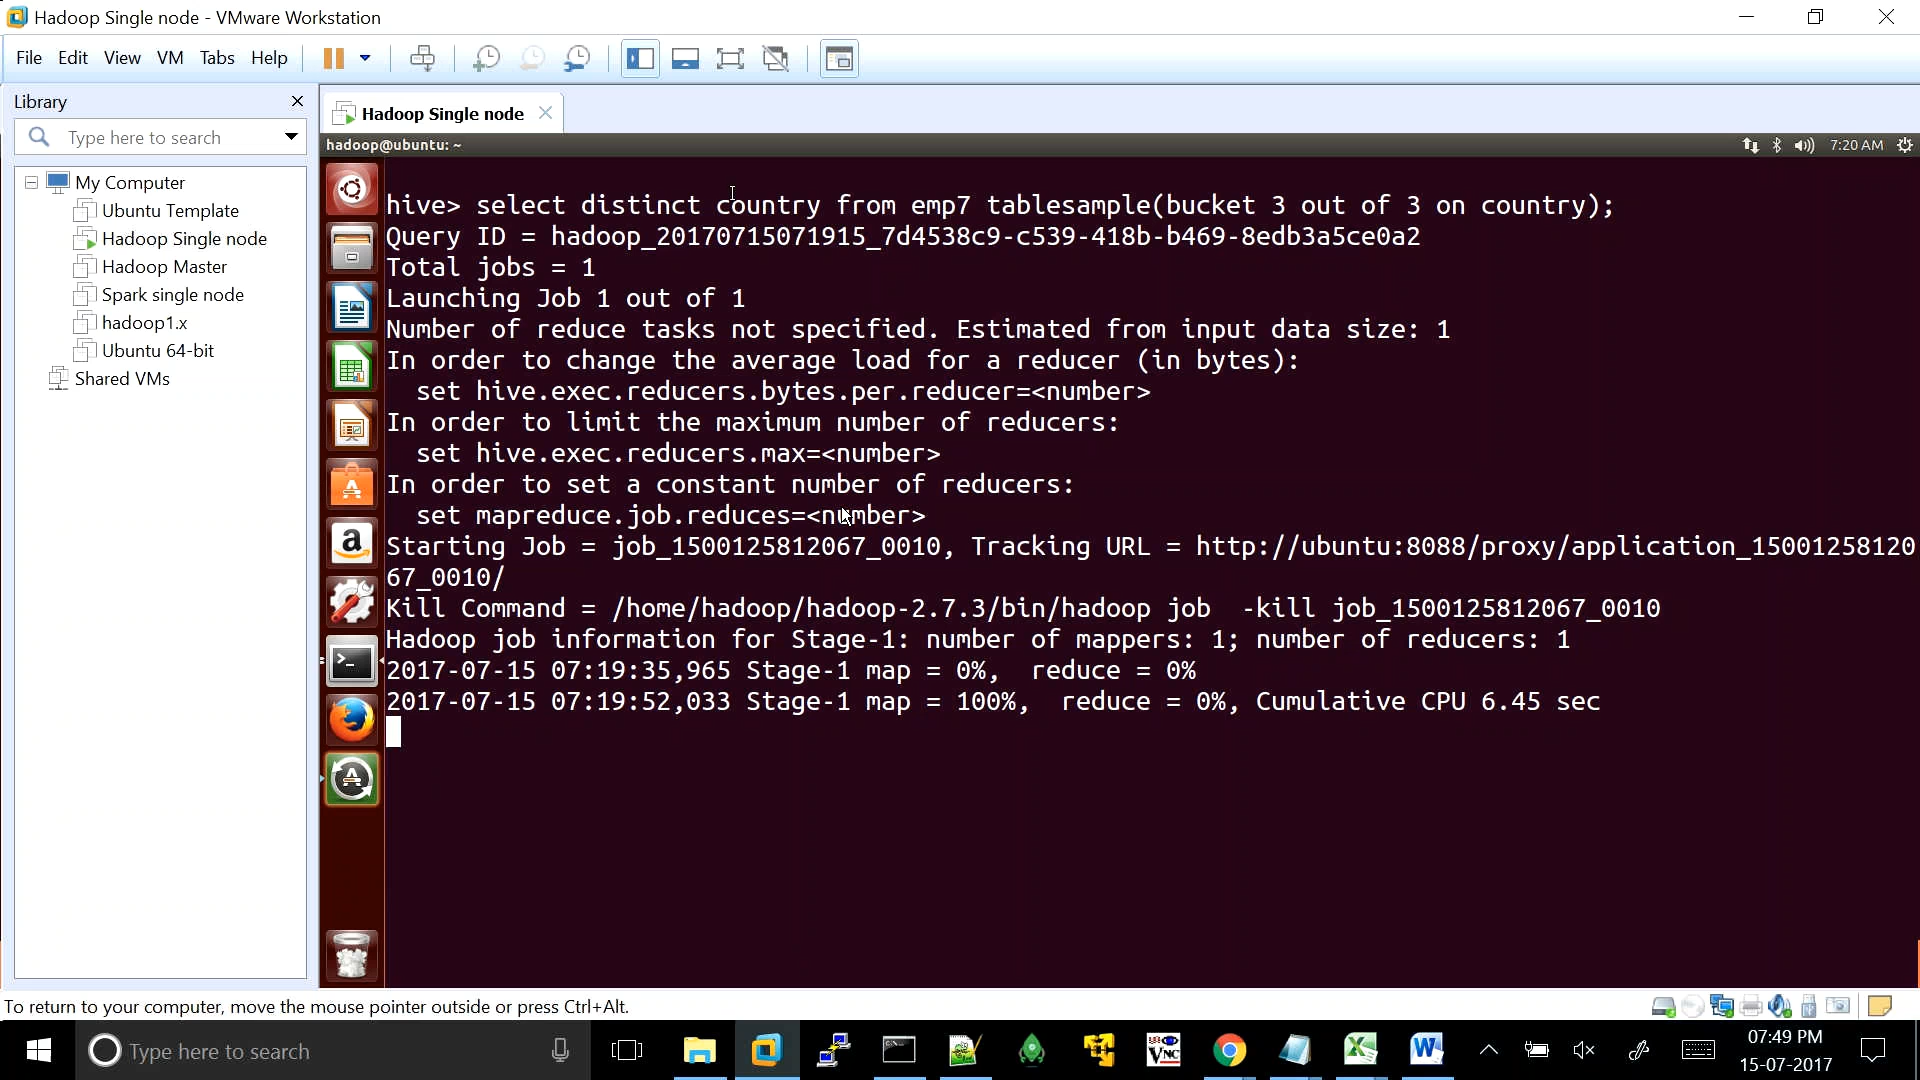 Hadoop Single node - VMware Workstation
File Edit View VM Tabs Help
Library
Type here to search
My Computer
Ubuntu Template
Hadoop Single node
Hadoop Master
Spark single node
hadoop1.x
Ubuntu 64-bit
Shared VMs
Hadoop Single node
hadoop@ubuntu: ~
7:20 AM
hive> select distinct country from emp7 tablesample(bucket 3 out of 3 on country);
Query ID = hadoop_20170715071915_7d4538c9-c539-418b-b469-8edb3a5ce0a2
Total jobs = 1
Launching Job 1 out of 1
Number of reduce tasks not specified. Estimated from input data size: 1
In order to change the average load for a reducer (in bytes):
  set hive.exec.reducers.bytes.per.reducer=<number>
In order to limit the maximum number of reducers:
  set hive.exec.reducers.max=<number>
In order to set a constant number of reducers:
  set mapreduce.job.reduces=<number>
Starting Job = job_1500125812067_0010, Tracking URL = http://ubuntu:8088/proxy/application_15001258120
67_0010/
Kill Command = /home/hadoop/hadoop-2.7.3/bin/hadoop job  -kill job_1500125812067_0010
Hadoop job information for Stage-1: number of mappers: 1; number of reducers: 1
2017-07-15 07:19:35,965 Stage-1 map = 0%,  reduce = 0%
2017-07-15 07:19:52,033 Stage-1 map = 100%,  reduce = 0%, Cumulative CPU 6.45 sec
To return to your computer, move the mouse pointer outside or press Ctrl+Alt.
Type here to search
VNC
07:49 PM
15-07-2017